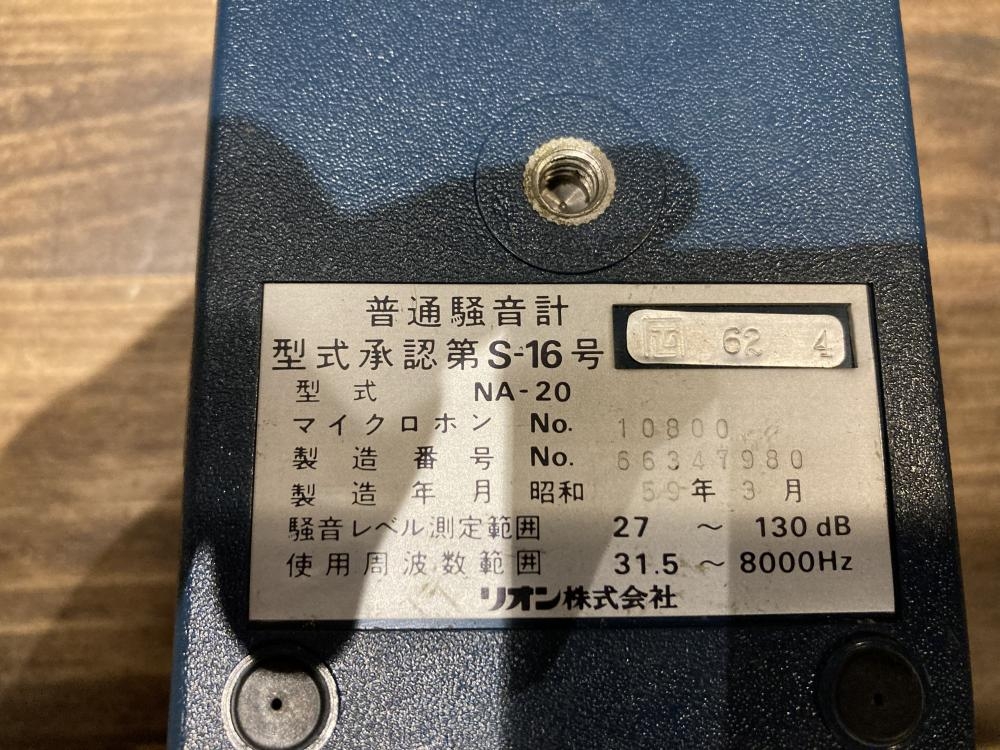 普通騒音計
型式承認第S-16号
62 4
型式 NA-20
マイクロホン No. 10800
製造番号 No. 66347980
製造年月 昭和 59年 3月
騒音レベル測定範囲 27 ～ 130dB
使用周波数範囲 31.5 ～ 8000Hz
リオン株式会社